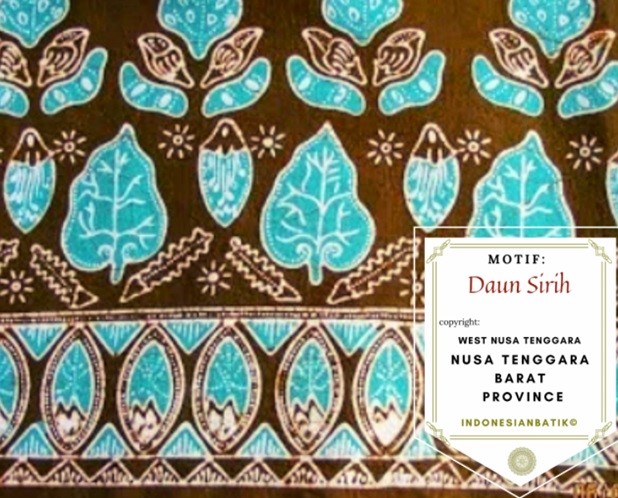 MOTIF:
Daun Sirih
copyright:
WEST NUSA TENGGARA
NUSA TENGGARA
BARAT
PROVINCE
INDONESIANBATIK©